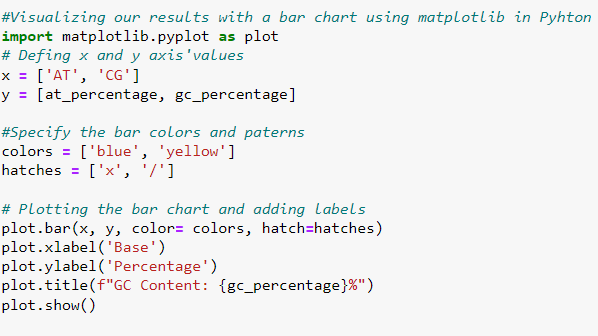 #Visualizing our results with a bar chart using matplotlib in Pyhton
import matplotlib.pyplot as plot
# Defing x and y axis'values
x = ['AT', 'CG']
y = [at_percentage, gc_percentage]
#Specify the bar colors and paterns
colors = ['blue', 'yellow']
hatches = ['x', '/']
# Plotting the bar chart and adding labels
plot.bar(x, y, color= colors, hatch=hatches)
plot.xlabel('Base')
plot.ylabel('Percentage')
plot.title(f"GC Content: {gc_percentage}%")
plot.show()